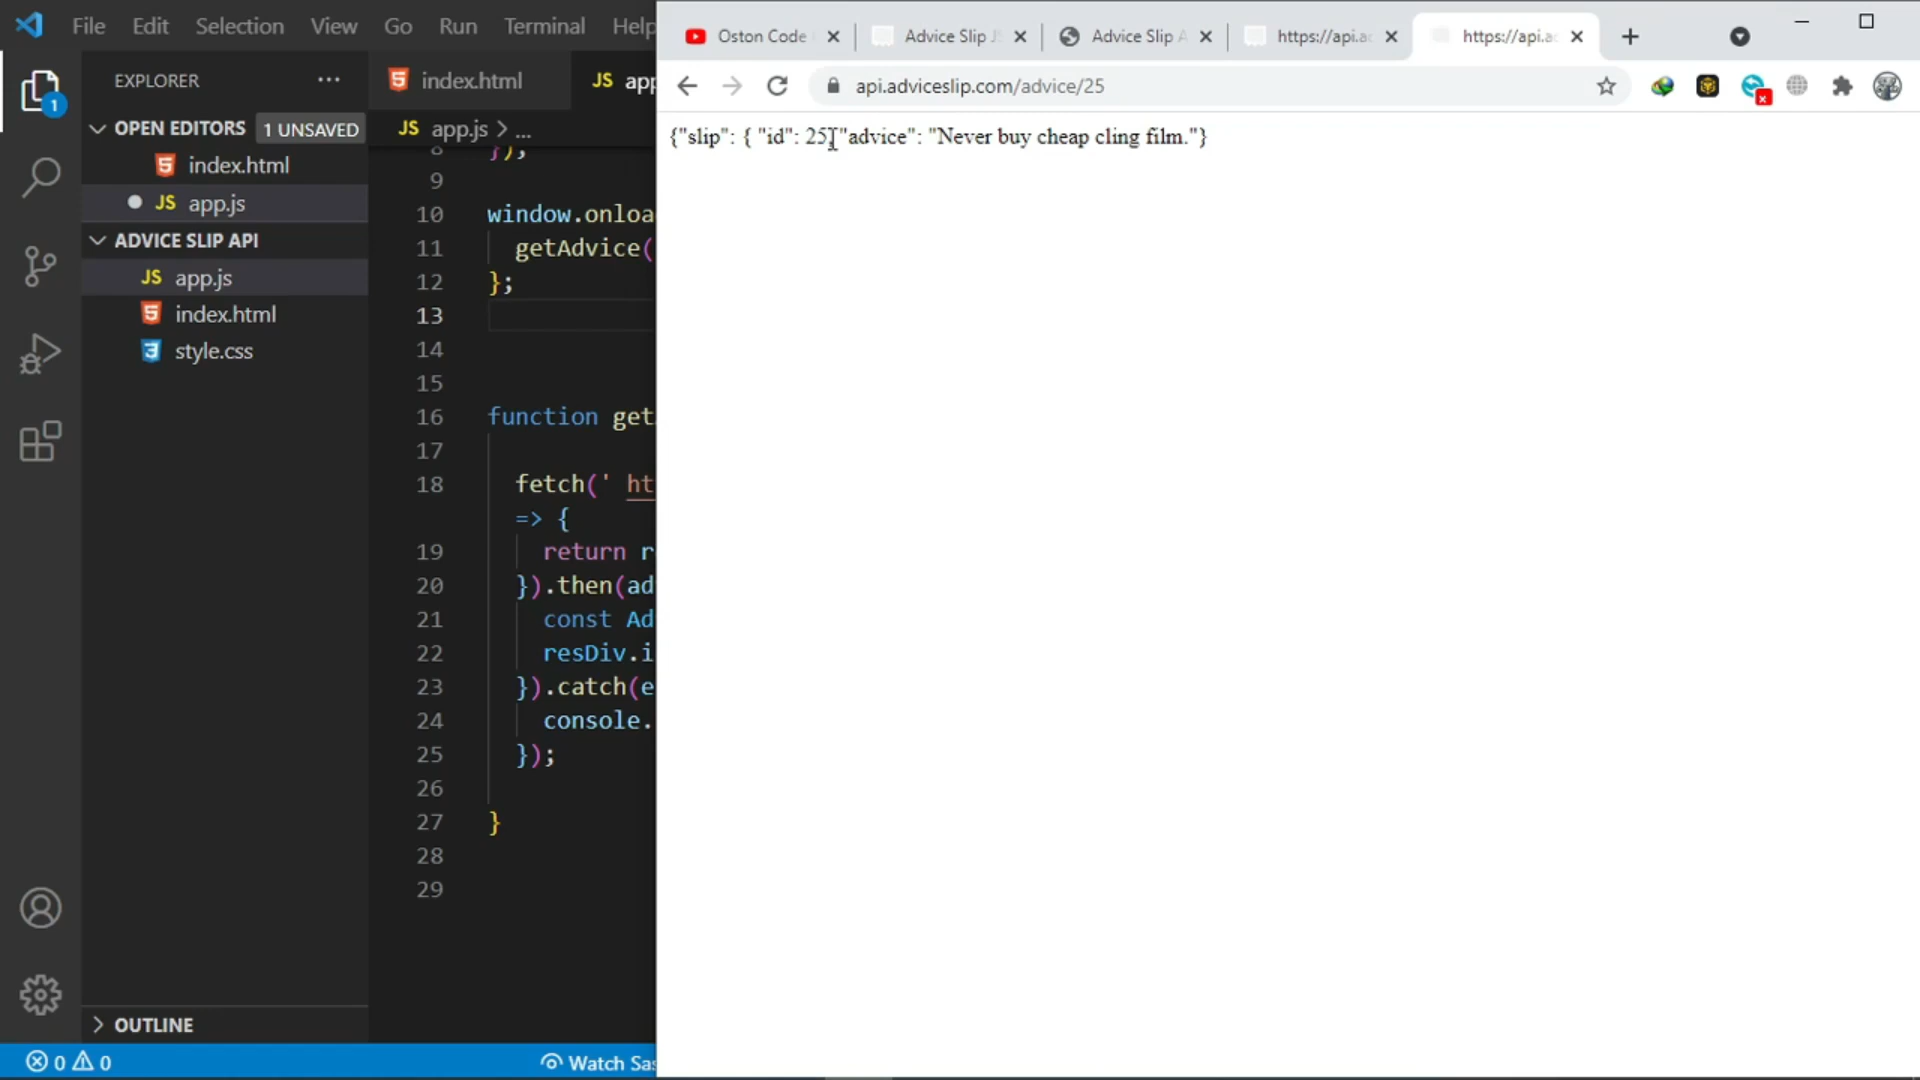 File Edit Selection View Go Run Terminal Help
EXPLORER
OPEN EDITORS 1 UNSAVED
index.html
JS app.js
ADVICE SLIP API
JS app.js
index.html
style.css
OUTLINE
0 0
Watch Sas
index.html
JS app
JS app.js > ...
8 });
9
10 window.onloa
11 getAdvice(
12 };
13
14
15
16 function get
17
18 fetch(' ht
=> {
19 return r
20 }).then(ad
21 const Ad
22 resDiv.i
23 }).catch(e
24 console.
25 });
26
27 }
28
29
Oston Code
Advice Slip JS
Advice Slip A
https://api.ad
https://api.ad
api.adviceslip.com/advice/25
{"slip": { "id": 25, "advice": "Never buy cheap cling film."}
1